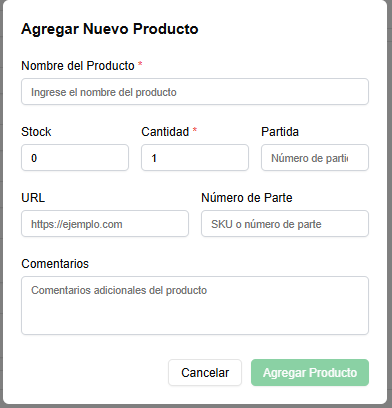 Agregar Nuevo Producto
Nombre del Producto *
Ingrese el nombre del producto
Stock Cantidad * Partida
0 1 Número de parti
URL Número de Parte
https://ejemplo.com SKU o número de parte
Comentarios
Comentarios adicionales del producto
Cancelar Agregar Producto